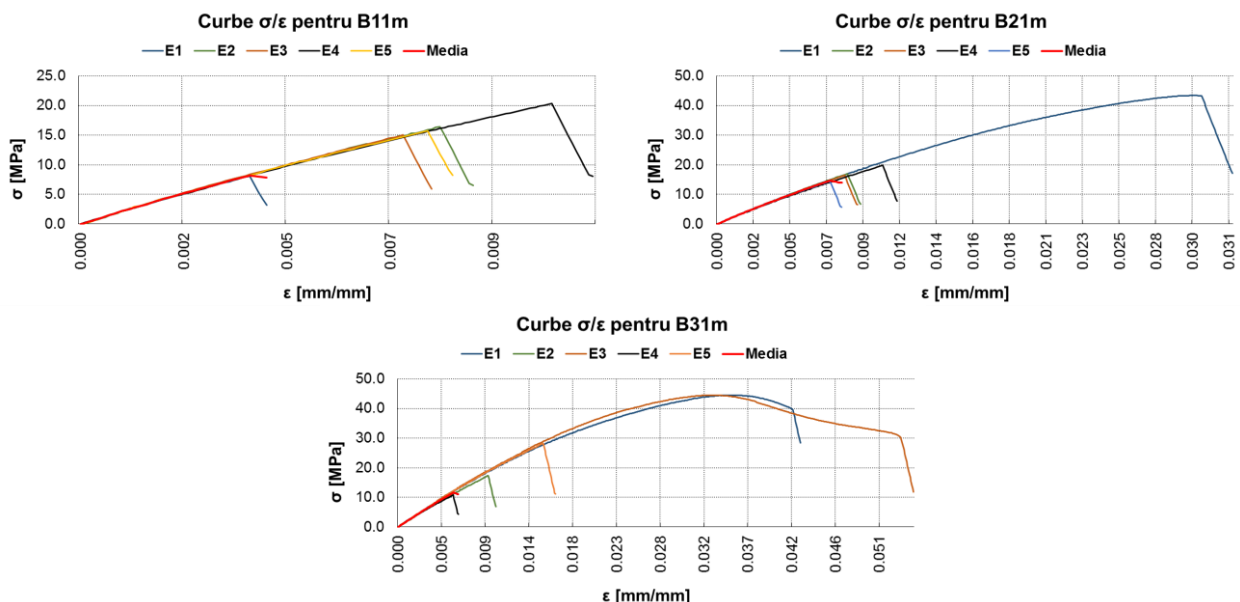 Curbe σ/ε pentru B11m
E1 E2 E3 E4 E5 Media
25.0
20.0
15.0
10.0
5.0
0.0
σ [MPa]
0.000 0.002 0.005 0.007 0.009
ε [mm/mm]
Curbe σ/ε pentru B21m
E1 E2 E3 E4 E5 Media
50.0
40.0
30.0
20.0
10.0
0.0
σ [MPa]
0.000 0.002 0.005 0.007 0.009 0.012 0.014 0.016 0.018 0.021 0.023 0.025 0.028 0.030 0.031
ε [mm/mm]
Curbe σ/ε pentru B31m
E1 E2 E3 E4 E5 Media
50.0
40.0
30.0
20.0
10.0
0.0
σ [MPa]
0.000 0.005 0.009 0.014 0.018 0.023 0.028 0.032 0.037 0.042 0.046 0.051
ε [mm/mm]